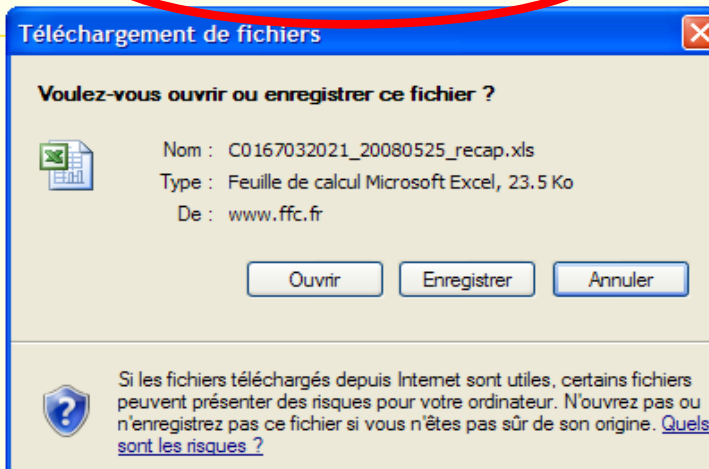 Téléchargement de fichiers
Voulez-vous ouvrir ou enregistrer ce fichier ?
Nom : C0167032021_20080525_recap.xls
Type : Feuille de calcul Microsoft Excel, 23.5 Ko
De : www.ffc.fr
Ouvrir Enregistrer Annuler
Si les fichiers téléchargés depuis Internet sont utiles, certains fichiers
peuvent présenter des risques pour votre ordinateur. N'ouvrez pas ou
n'enregistrez pas ce fichier si vous n'êtes pas sûr de son origine. Quels
sont les risques ?